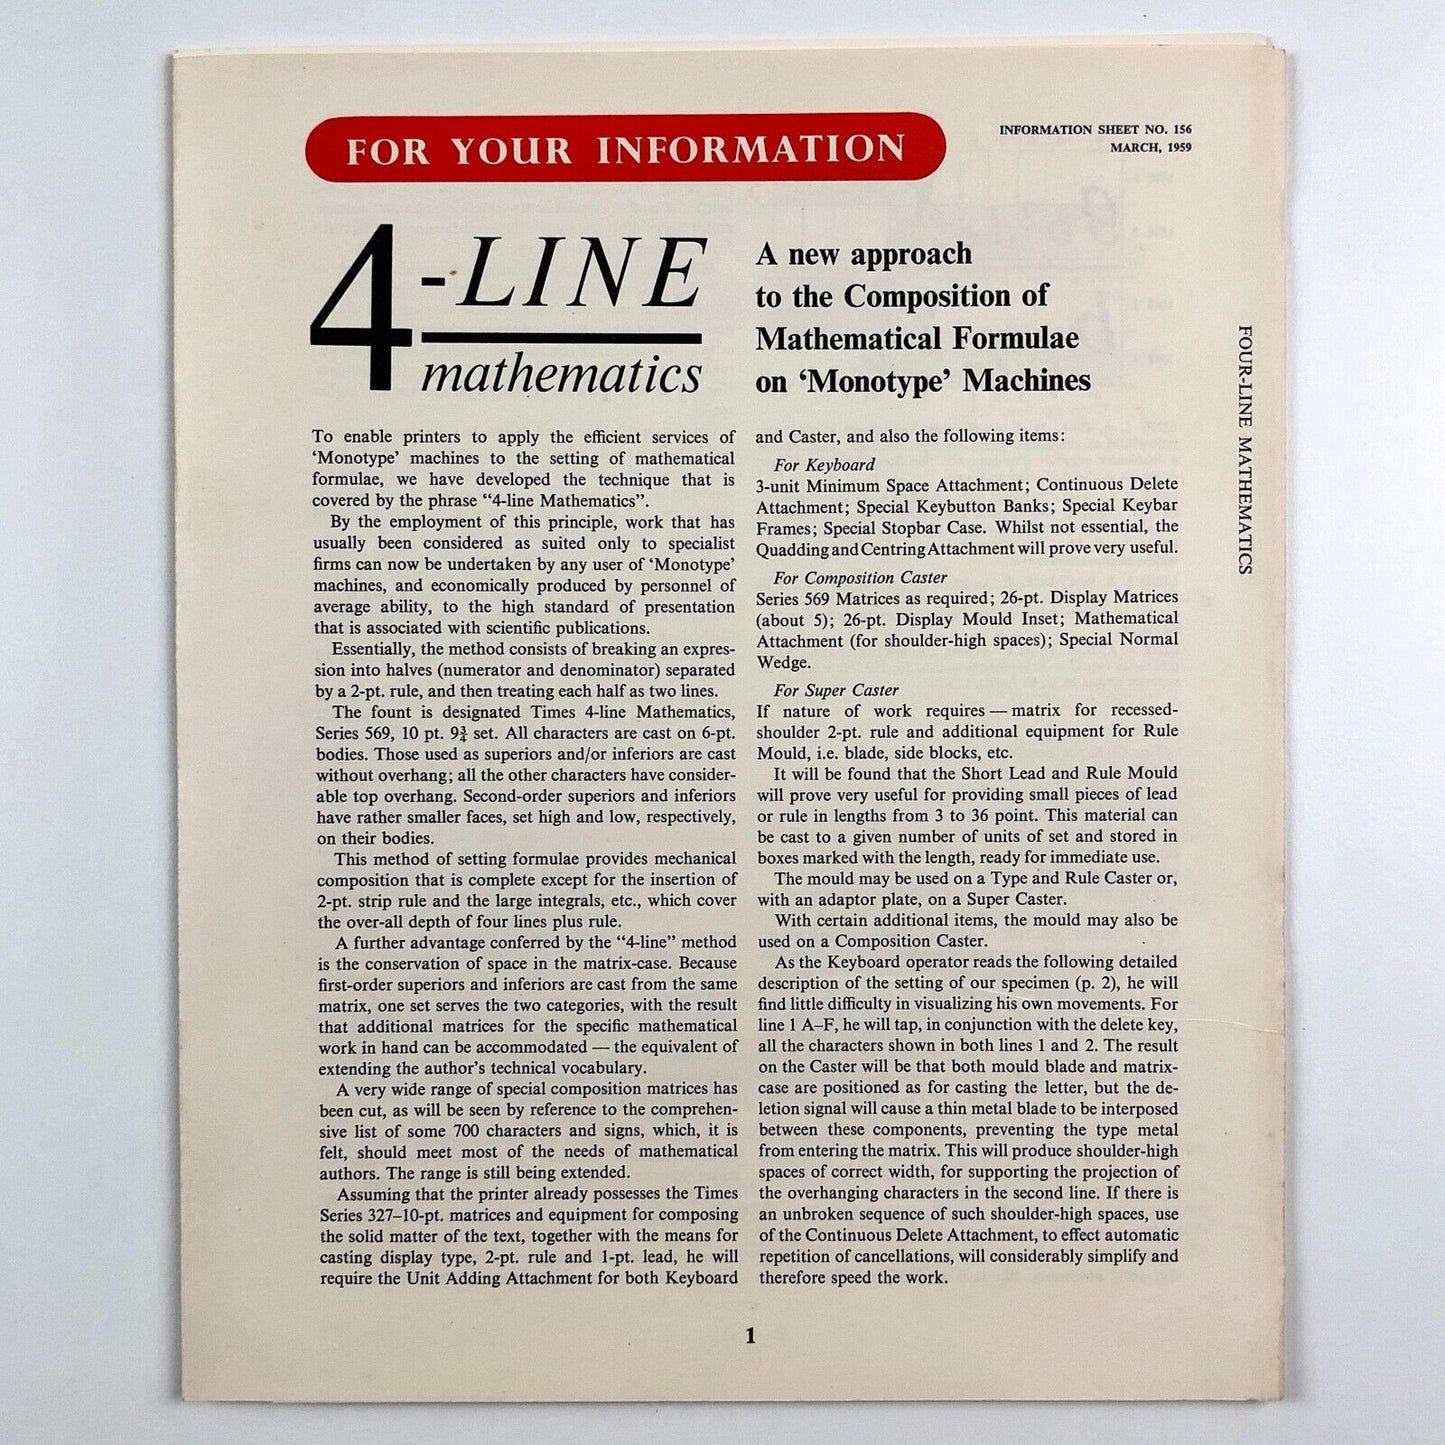 FOR YOUR INFORMATION
INFORMATION SHEET NO. 156
MARCH, 1959
4-LINE
mathematics
A new approach
to the Composition of
Mathematical Formulae
on ‘Monotype’ Machines
FOUR-LINE MATHEMATICS
To enable printers to apply the efficient services of
‘Monotype’ machines to the setting of mathematical
formulae, we have developed the technique that is
covered by the phrase “4-line Mathematics”.
By the employment of this principle, work that has
usually been considered as suited only to specialist
firms can now be undertaken by any user of ‘Monotype’
machines, and economically produced by personnel of
average ability, to the high standard of presentation
that is associated with scientific publications.
Essentially, the method consists of breaking an expres-
sion into halves (numerator and denominator) separated
by a 2-pt. rule, and then treating each half as two lines.
The fount is designated Times 4-line Mathematics,
Series 569, 10 pt. 9¾ set. All characters are cast on 6-pt.
bodies. Those used as superiors and/or inferiors are cast
without overhang; all the other characters have consider-
able top overhang. Second-order superiors and inferiors
have rather smaller faces, set high and low, respectively,
on their bodies.
This method of setting formulae provides mechanical
composition that is complete except for the insertion of
2-pt. strip rule and the large integrals, etc., which cover
the over-all depth of four lines plus rule.
A further advantage conferred by the “4-line” method
is the conservation of space in the matrix-case. Because
first-order superiors and inferiors are cast from the same
matrix, one set serves the two categories, with the result
that additional matrices for the specific mathematical
work in hand can be accommodated — the equivalent of
extending the author’s technical vocabulary.
A very wide range of special composition matrices has
been cut, as will be seen by reference to the comprehen-
sive list of some 700 characters and signs, which, it is
felt, should meet most of the needs of mathematical
authors. The range is still being extended.
Assuming that the printer already possesses the Times
Series 327–10-pt. matrices and equipment for composing
the solid matter of the text, together with the means for
casting display type, 2-pt. rule and 1-pt. lead, he will
require the Unit Adding Attachment for both Keyboard
and Caster, and also the following items:
For Keyboard
3-unit Minimum Space Attachment; Continuous Delete
Attachment; Special Keybutton Banks; Special Keybar
Frames; Special Stopbar Case. Whilst not essential, the
Quadding and Centring Attachment will prove very useful.
For Composition Caster
Series 569 Matrices as required; 26-pt. Display Matrices
(about 5); 26-pt. Display Mould Inset; Mathematical
Attachment (for shoulder-high spaces); Special Normal
Wedge.
For Super Caster
If nature of work requires — matrix for recessed-
shoulder 2-pt. rule and additional equipment for Rule
Mould, i.e. blade, side blocks, etc.
It will be found that the Short Lead and Rule Mould
will prove very useful for providing small pieces of lead
or rule in lengths from 3 to 36 point. This material can
be cast to a given number of units of set and stored in
boxes marked with the length, ready for immediate use.
The mould may be used on a Type and Rule Caster or,
with an adaptor plate, on a Super Caster.
With certain additional items, the mould may also be
used on a Composition Caster.
As the Keyboard operator reads the following detailed
description of the setting of our specimen (p. 2), he will
find little difficulty in visualizing his own movements. For
line 1 A–F, he will tap, in conjunction with the delete key,
all the characters shown in both lines 1 and 2. The result
on the Caster will be that both mould blade and matrix-
case are positioned as for casting the letter, but the de-
letion signal will cause a thin metal blade to be interposed
between these components, preventing the type metal
from entering the matrix. This will produce shoulder-high
spaces of correct width, for supporting the projection of
the overhanging characters in the second line. If there is
an unbroken sequence of such shoulder-high spaces, use
of the Continuous Delete Attachment, to effect automatic
repetition of cancellations, will considerably simplify and
therefore speed the work.
1